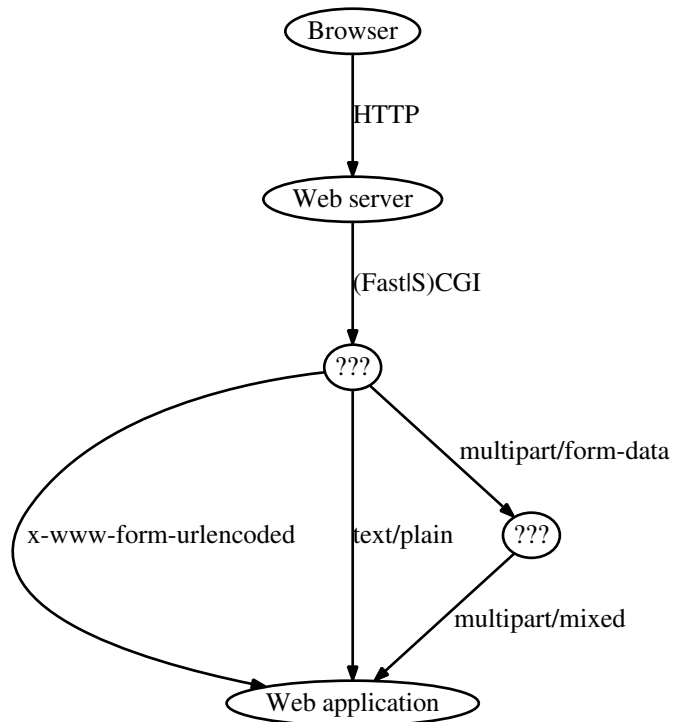 Browser
HTTP
Web server
(Fast|S)CGI
???
multipart/form-data
x-www-form-urlencoded
text/plain
???
multipart/mixed
Web application